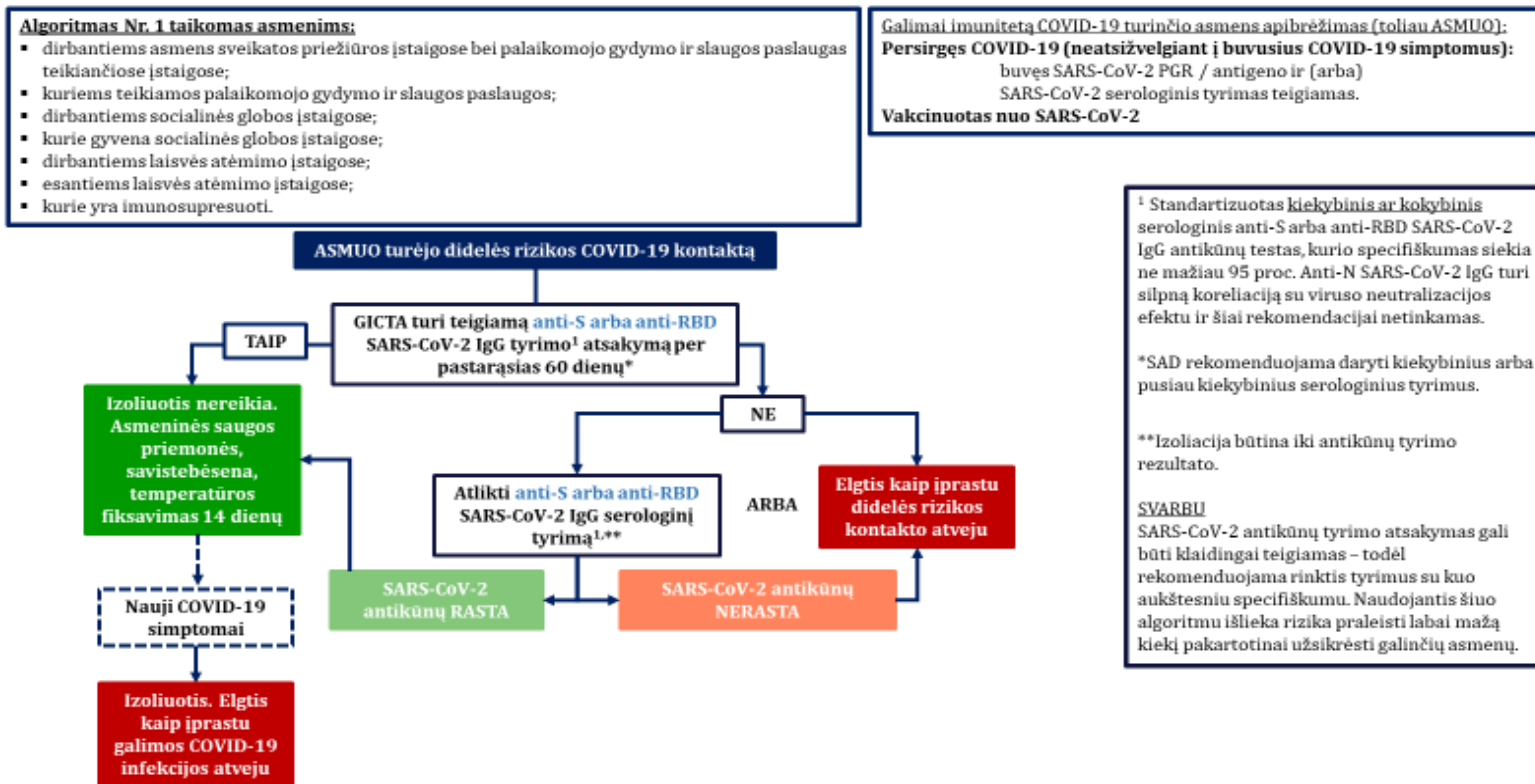 Algoritmas Nr. 1 taikomas asmenims:
▪ dirbantiems asmens sveikatos priežiūros įstaigose bei palaikomojo gydymo ir slaugos paslaugas
teikiančiose įstaigose;
▪ kuriems teikiamos palaikomojo gydymo ir slaugos paslaugos;
▪ dirbantiems socialinės globos įstaigose;
▪ kurie gyvena socialinės globos įstaigose;
▪ dirbantiems laisvės atėmimo įstaigose;
▪ esantiems laisvės atėmimo įstaigose;
▪ kurie yra imunosupresuoti.
Galimai imunitetą COVID-19 turinčio asmens apibrėžimas (toliau ASMUO):
Persirgęs COVID-19 (neatsižvelgiant į buvusius COVID-19 simptomus):
buvęs SARS-CoV-2 PGR / antigeno ir (arba)
SARS-CoV-2 serologinis tyrimas teigiamas.
Vakcinuotas nuo SARS-CoV-2
ASMUO turėjo didelės rizikos COVID-19 kontaktą
GICTA turi teigiamą anti-S arba anti-RBD
SARS-CoV-2 IgG tyrimo¹ atsakymą per
pastarąsias 60 dienų*
TAIP
NE
Izoliuotis nereikia.
Asmeninės saugos
priemonės,
savistebėsena,
temperatūros
fiksavimas 14 dienų
Atlikti anti-S arba anti-RBD
SARS-CoV-2 IgG serologinį
tyrimą¹,**
ARBA
Elgtis kaip įprastu
didelės rizikos
kontakto atveju
SARS-CoV-2
antikūnų RASTA
SARS-CoV-2 antikūnų
NERASTA
Nauji COVID-19
simptomai
Izoliuotis. Elgtis
kaip įprastu
galimos COVID-19
infekcijos atveju
¹ Standartizuotas kiekybinis ar kokybinis
serologinis anti-S arba anti-RBD SARS-CoV-2
IgG antikūnų testas, kurio specifiškumas siekia
ne mažiau 95 proc. Anti-N SARS-CoV-2 IgG turi
silpną koreliaciją su viruso neutralizacijos
efektu ir šiai rekomendacijai netinkamas.
*SAD rekomenduojama daryti kiekybinius arba
pusiau kiekybinius serologinius tyrimus.
**Izoliacija būtina iki antikūnų tyrimo
rezultato.
SVARBU
SARS-CoV-2 antikūnų tyrimo atsakymas gali
būti klaidingai teigiamas – todėl
rekomenduojama rinktis tyrimus su kuo
aukštesniu specifiškumu. Naudojantis šiuo
algoritmu išlieka rizika praleisti labai mažą
kiekį pakartotinai užsikrėsti galinčių asmenų.